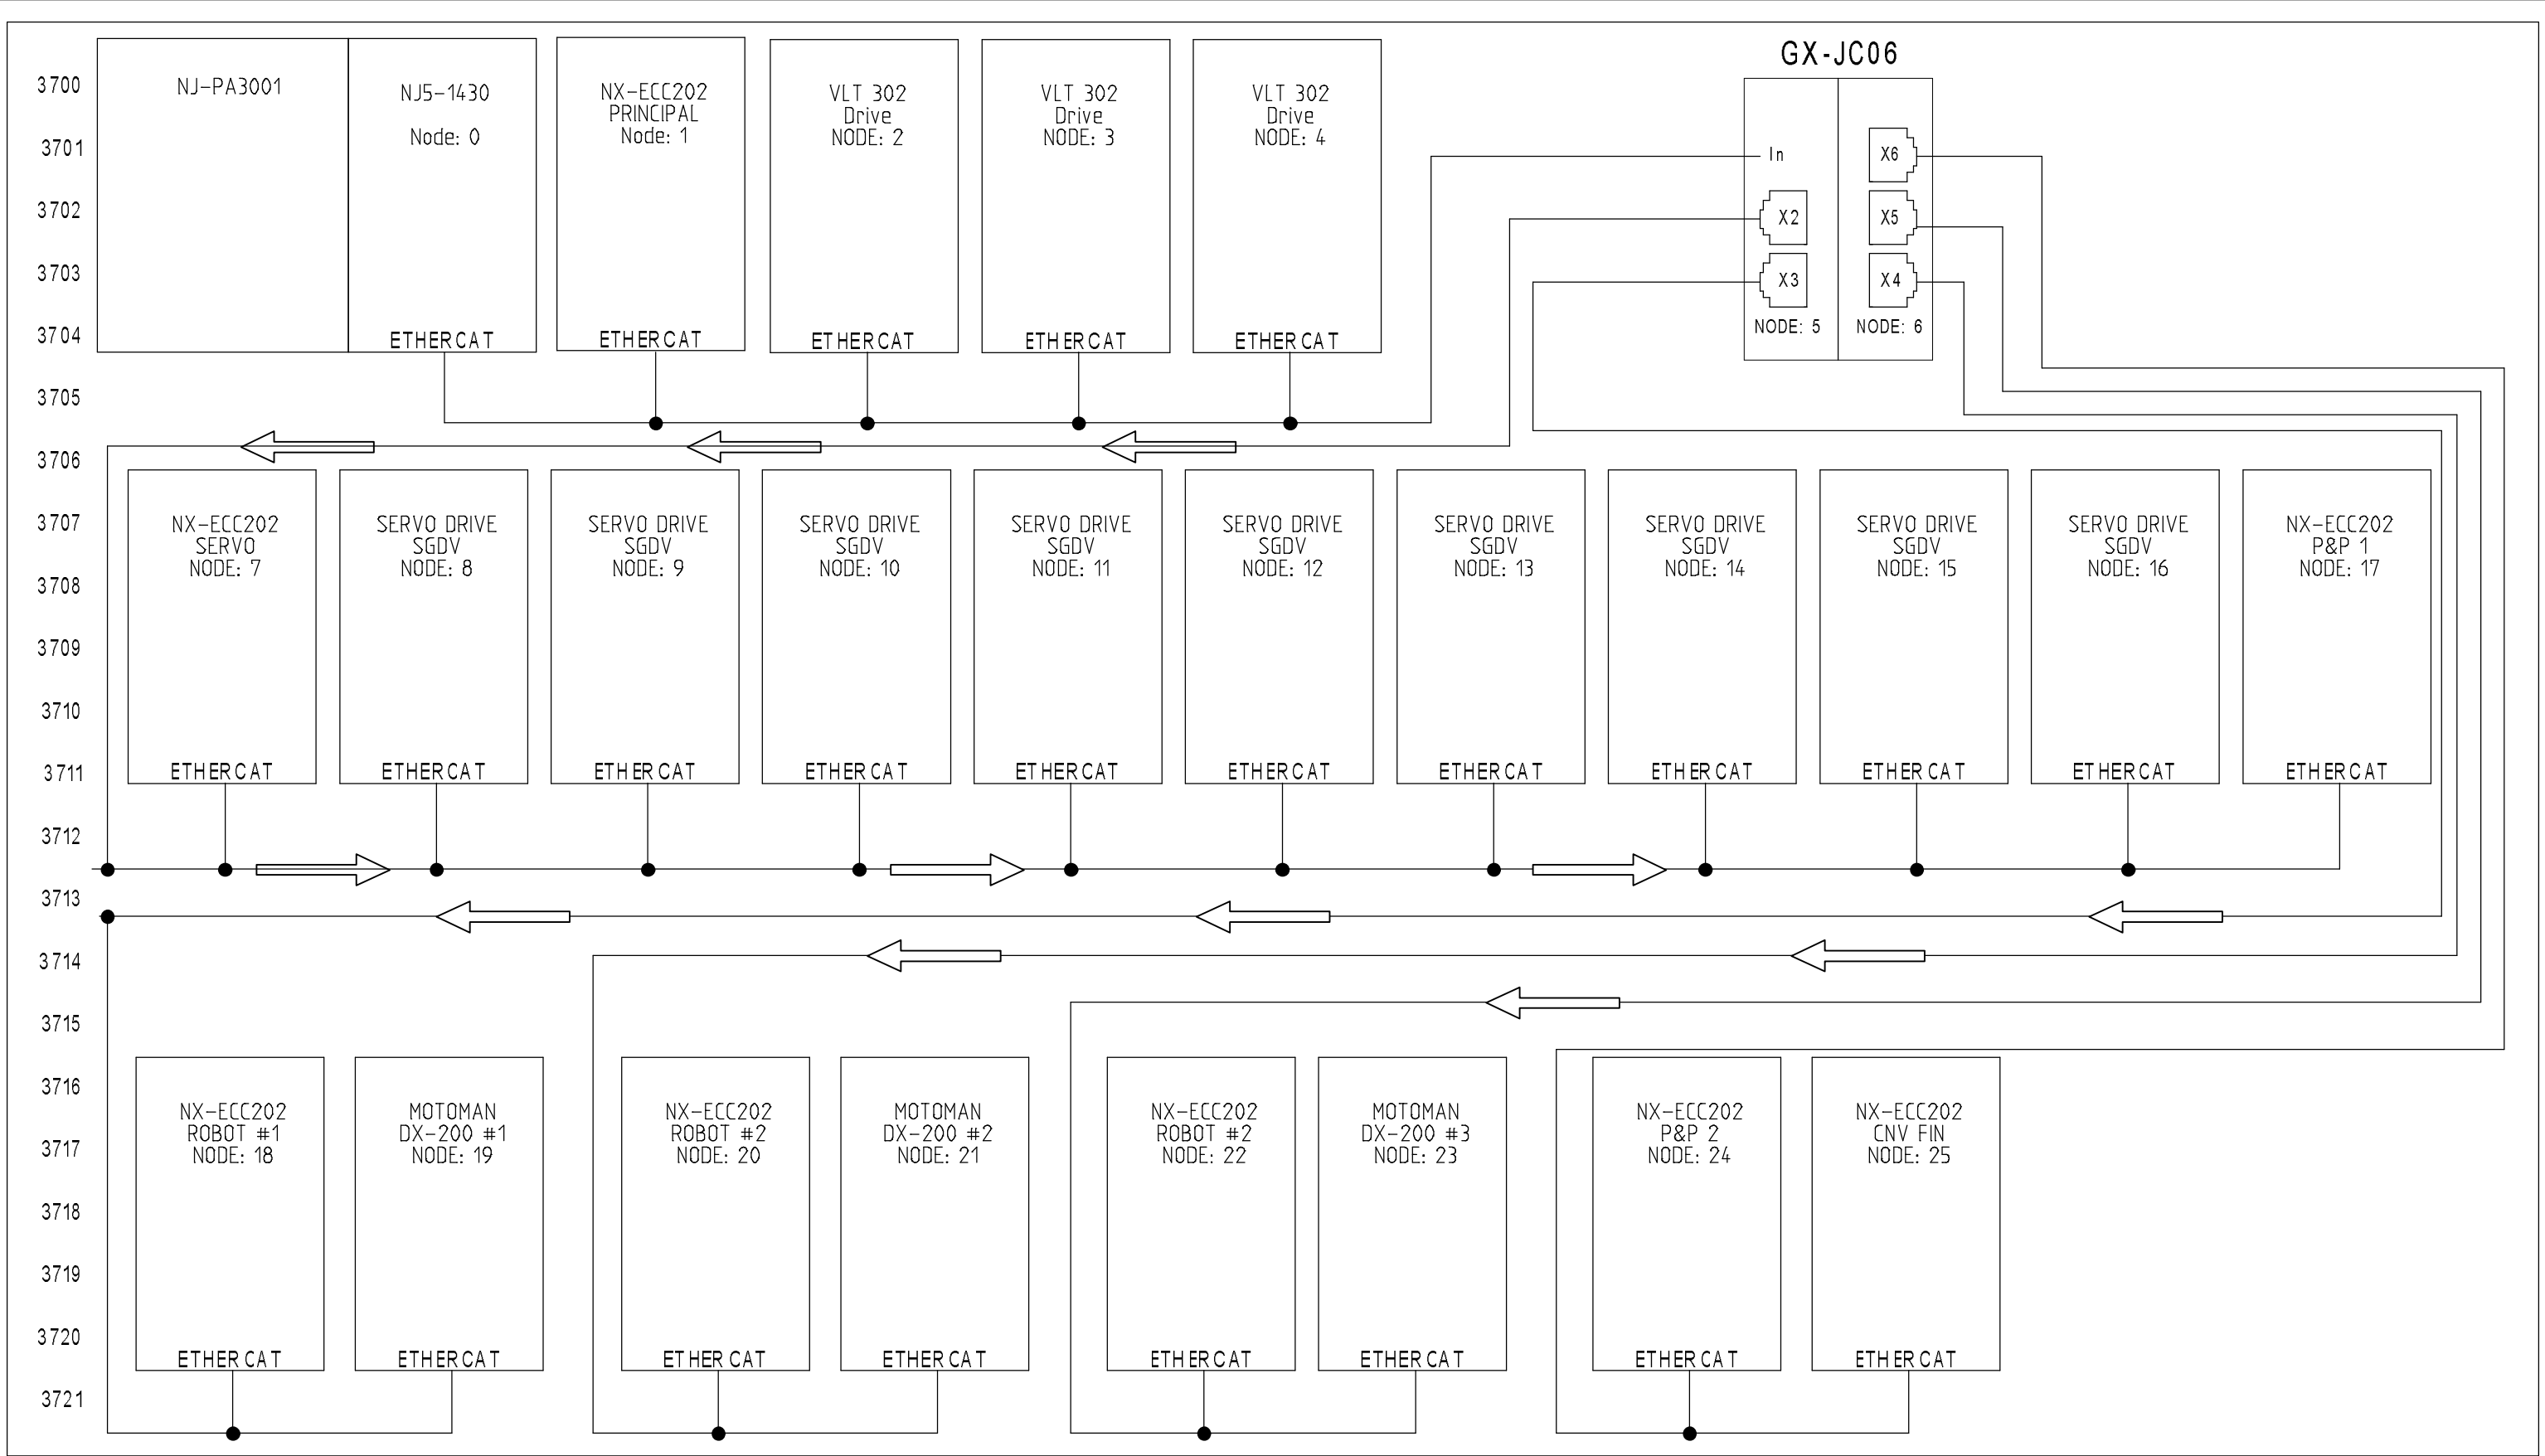 GX-JC06
3700
3701
3702
3703
3704
3705
3706
3707
3708
3709
3710
3711
3712
3713
3714
3715
3716
3717
3718
3719
3720
3721
NJ-PA3001
NJ5-1430
Node: 0
ETHERCAT
NX-ECC202
PRINCIPAL
Node: 1
ETHERCAT
VLT 302
Drive
NODE: 2
ETHERCAT
VLT 302
Drive
NODE: 3
ETHERCAT
VLT 302
Drive
NODE: 4
ETHERCAT
In
X2
X3
NODE: 5
X6
X5
X4
NODE: 6
NX-ECC202
SERVO
NODE: 7
ETHERCAT
SERVO DRIVE
SGDV
NODE: 8
ETHERCAT
SERVO DRIVE
SGDV
NODE: 9
ETHERCAT
SERVO DRIVE
SGDV
NODE: 10
ETHERCAT
SERVO DRIVE
SGDV
NODE: 11
ETHERCAT
SERVO DRIVE
SGDV
NODE: 12
ETHERCAT
SERVO DRIVE
SGDV
NODE: 13
ETHERCAT
SERVO DRIVE
SGDV
NODE: 14
ETHERCAT
SERVO DRIVE
SGDV
NODE: 15
ETHERCAT
SERVO DRIVE
SGDV
NODE: 16
ETHERCAT
NX-ECC202
P&P 1
NODE: 17
ETHERCAT
NX-ECC202
ROBOT #1
NODE: 18
ETHERCAT
MOTOMAN
DX-200 #1
NODE: 19
ETHERCAT
NX-ECC202
ROBOT #2
NODE: 20
ETHERCAT
MOTOMAN
DX-200 #2
NODE: 21
ETHERCAT
NX-ECC202
ROBOT #2
NODE: 22
ETHERCAT
MOTOMAN
DX-200 #3
NODE: 23
ETHERCAT
NX-ECC202
P&P 2
NODE: 24
ETHERCAT
NX-ECC202
CNV FIN
NODE: 25
ETHERCAT